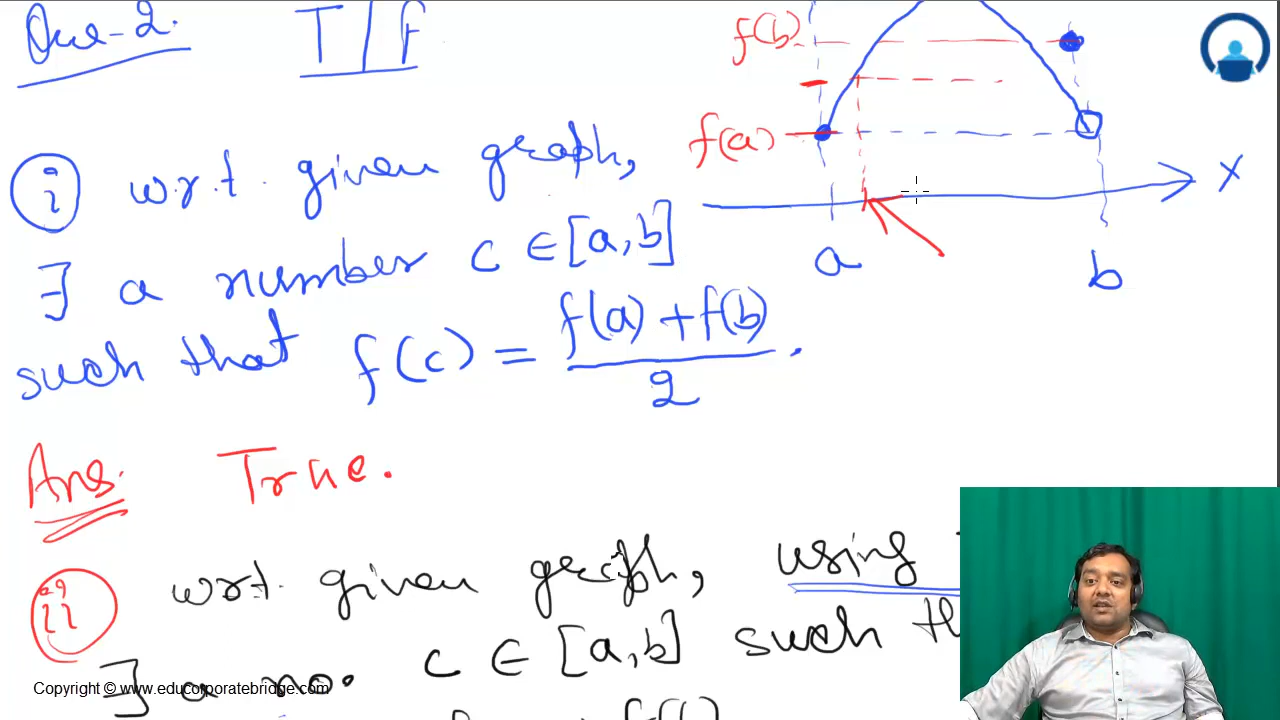 Que-2. T/F
f(b)
f(a)
X
a
b
i w.r.t. given graph,
∃ a number c ∈ [a,b]
such that f(c) = f(a) + f(b) / 2 .
Ans. True.
ii wrt. given graph, using
∃ a no. c ∈ [a,b] such th
Copyright © www.educorporatebridge.com